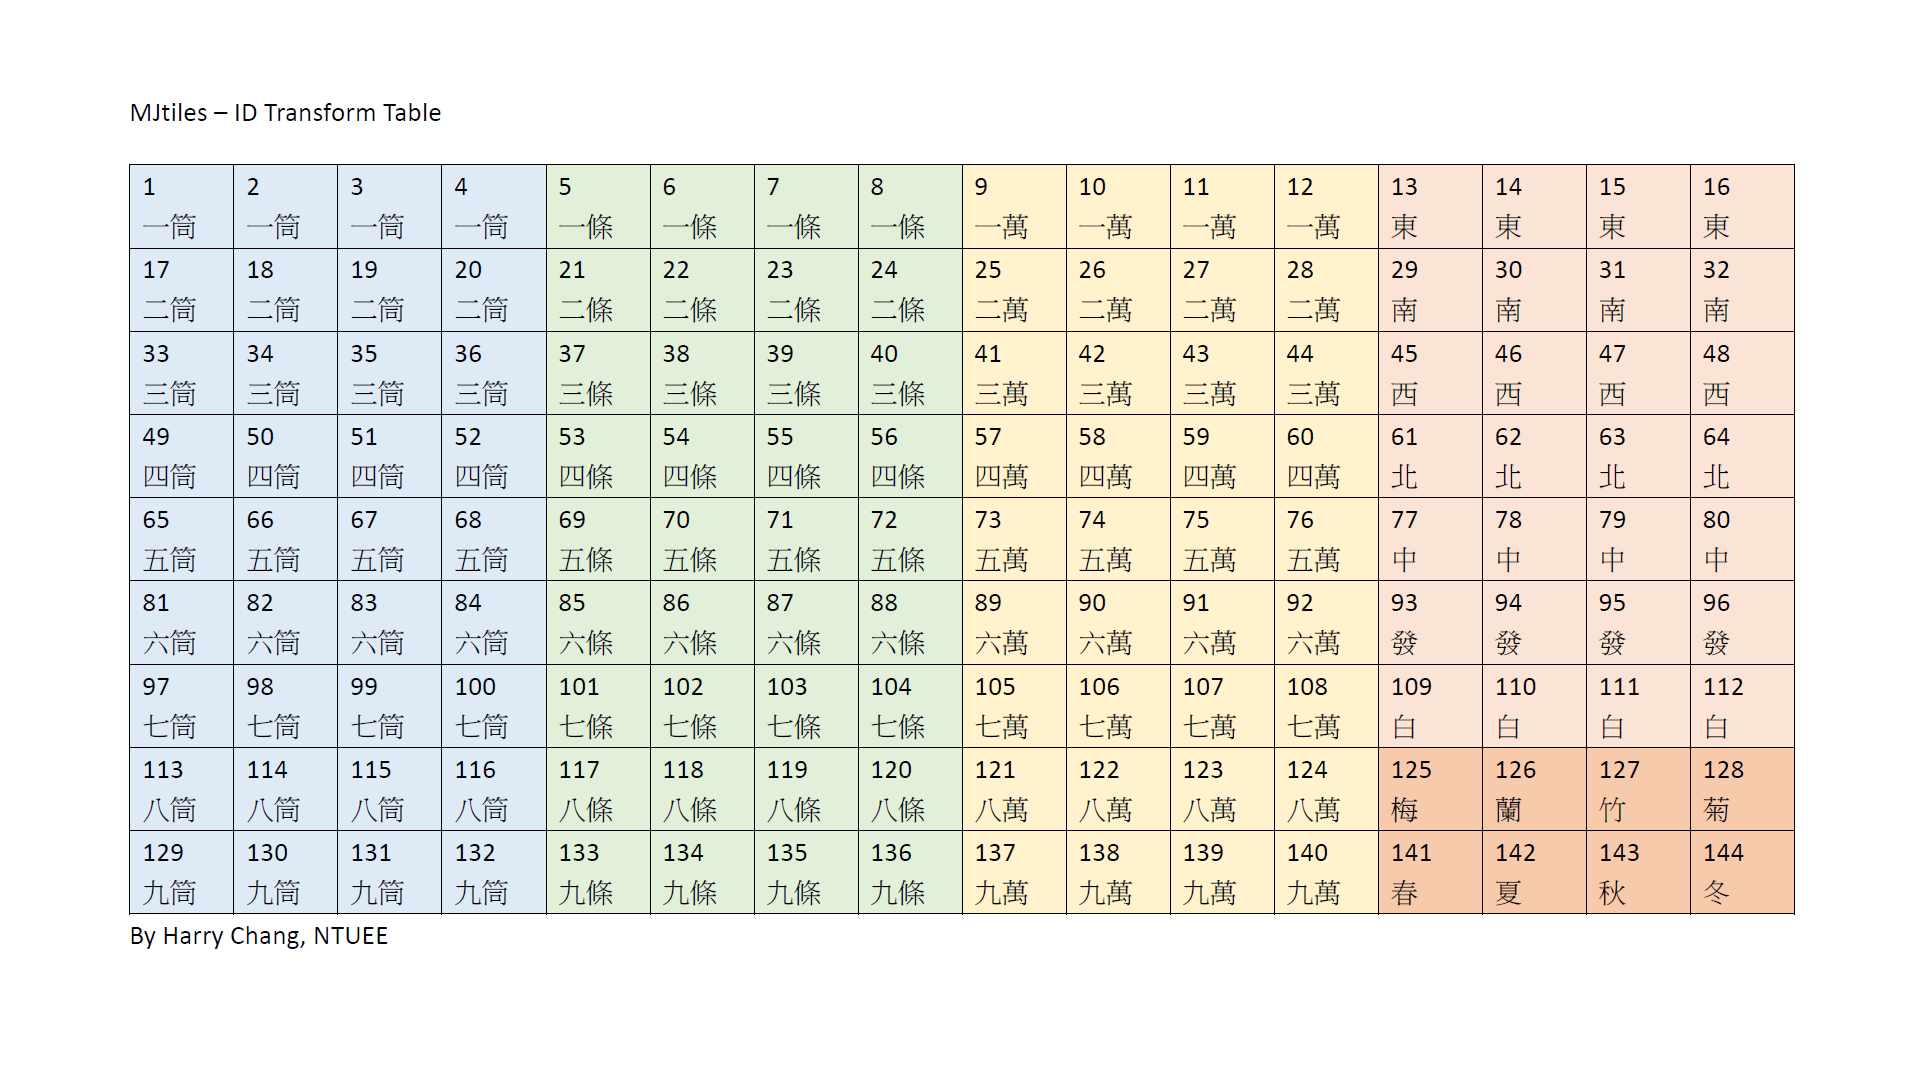 MJtiles – ID Transform Table
1 2 3 4 5 6 7 8 9 10 11 12 13 14 15 16
一筒 一筒 一筒 一筒 一條 一條 一條 一條 一萬 一萬 一萬 一萬 東 東 東 東
17 18 19 20 21 22 23 24 25 26 27 28 29 30 31 32
二筒 二筒 二筒 二筒 二條 二條 二條 二條 二萬 二萬 二萬 二萬 南 南 南 南
33 34 35 36 37 38 39 40 41 42 43 44 45 46 47 48
三筒 三筒 三筒 三筒 三條 三條 三條 三條 三萬 三萬 三萬 三萬 西 西 西 西
49 50 51 52 53 54 55 56 57 58 59 60 61 62 63 64
四筒 四筒 四筒 四筒 四條 四條 四條 四條 四萬 四萬 四萬 四萬 北 北 北 北
65 66 67 68 69 70 71 72 73 74 75 76 77 78 79 80
五筒 五筒 五筒 五筒 五條 五條 五條 五條 五萬 五萬 五萬 五萬 中 中 中 中
81 82 83 84 85 86 87 88 89 90 91 92 93 94 95 96
六筒 六筒 六筒 六筒 六條 六條 六條 六條 六萬 六萬 六萬 六萬 發 發 發 發
97 98 99 100 101 102 103 104 105 106 107 108 109 110 111 112
七筒 七筒 七筒 七筒 七條 七條 七條 七條 七萬 七萬 七萬 七萬 白 白 白 白
113 114 115 116 117 118 119 120 121 122 123 124 125 126 127 128
八筒 八筒 八筒 八筒 八條 八條 八條 八條 八萬 八萬 八萬 八萬 梅 蘭 竹 菊
129 130 131 132 133 134 135 136 137 138 139 140 141 142 143 144
九筒 九筒 九筒 九筒 九條 九條 九條 九條 九萬 九萬 九萬 九萬 春 夏 秋 冬
By Harry Chang, NTUEE